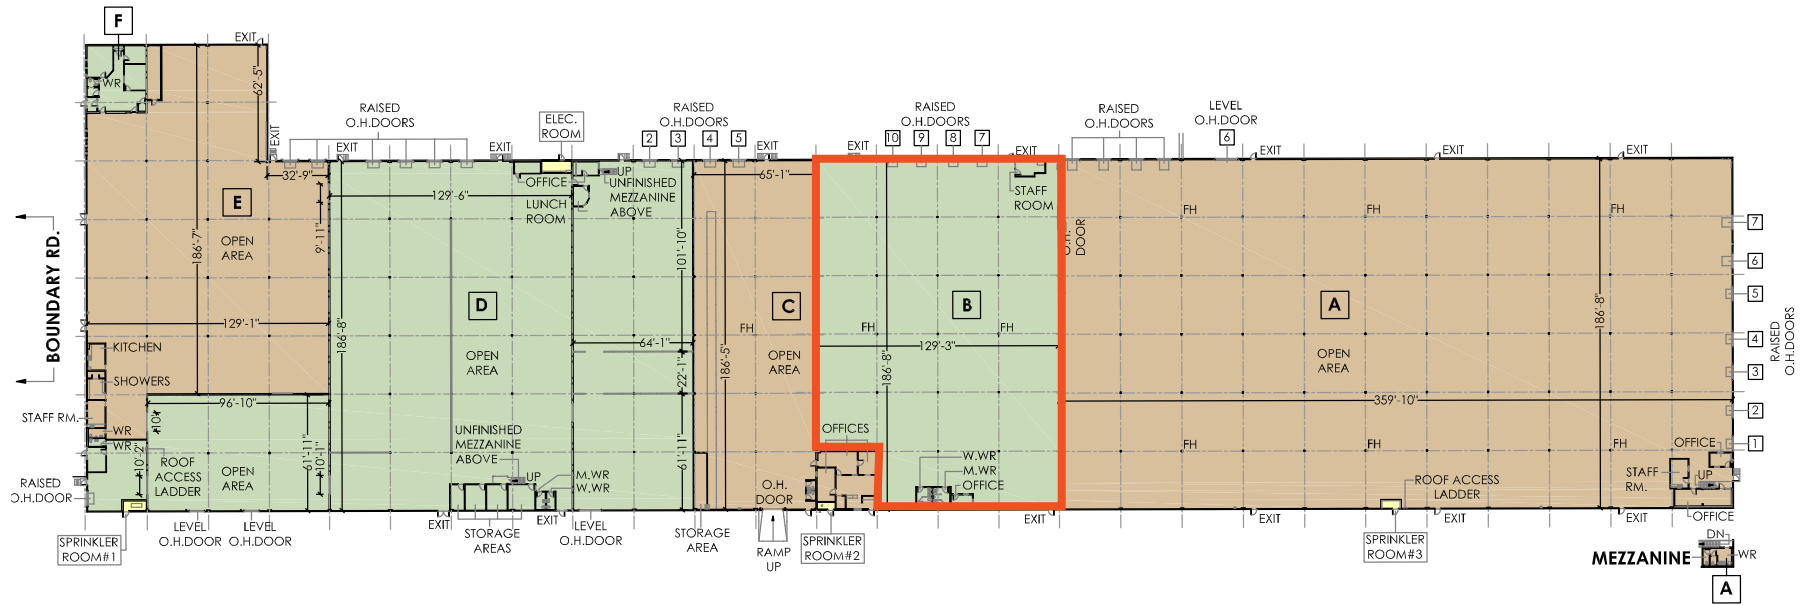 F
EXIT
WR
62'-5"
EXIT
RAISED
O.H.DOORS
EXIT
EXIT
ELEC.
ROOM
RAISED
O.H.DOORS
2
3
4
5
EXIT
EXIT
RAISED
O.H.DOORS
10
9
8
7
EXIT
RAISED
O.H.DOORS
LEVEL
O.H.DOOR
6
EXIT
EXIT
EXIT
BOUNDARY RD.
E
OPEN
AREA
32'-9"
9'-11"
186'-7"
129'-1"
KITCHEN
SHOWERS
STAFF RM.
WR
WR
10'-2"
10'
96'-10"
61'-11"
10'-1"
ROOF
ACCESS
LADDER
OPEN
AREA
RAISED
O.H.DOOR
LEVEL
O.H.DOOR
LEVEL
O.H.DOOR
SPRINKLER
ROOM#1
129'-6"
OFFICE
UP
LUNCH
ROOM
UNFINISHED
MEZZANINE
ABOVE
D
186'-8"
OPEN
AREA
101'-10"
64'-1"
22'-1"
61'-11"
UNFINISHED
MEZZANINE
ABOVE
UP
M.WR
W.WR
EXIT
STORAGE
AREAS
EXIT
LEVEL
O.H.DOOR
65'-1"
C
FH
186'-5"
OPEN
AREA
O.H.
DOOR
STORAGE
AREA
RAMP
UP
SPRINKLER
ROOM#2
STAFF
ROOM
B
FH
FH
129'-3"
186'-8"
OFFICES
W.WR
M.WR
OFFICE
EXIT
O.H.
DOOR
FH
FH
FH
A
OPEN
AREA
186'-8"
359'-10"
FH
FH
FH
7
6
5
4
3
2
1
RAISED
O.H.DOORS
OFFICE
STAFF
RM.
UP
OFFICE
ROOF ACCESS
LADDER
EXIT
EXIT
EXIT
SPRINKLER
ROOM#3
MEZZANINE
DN
WR
A